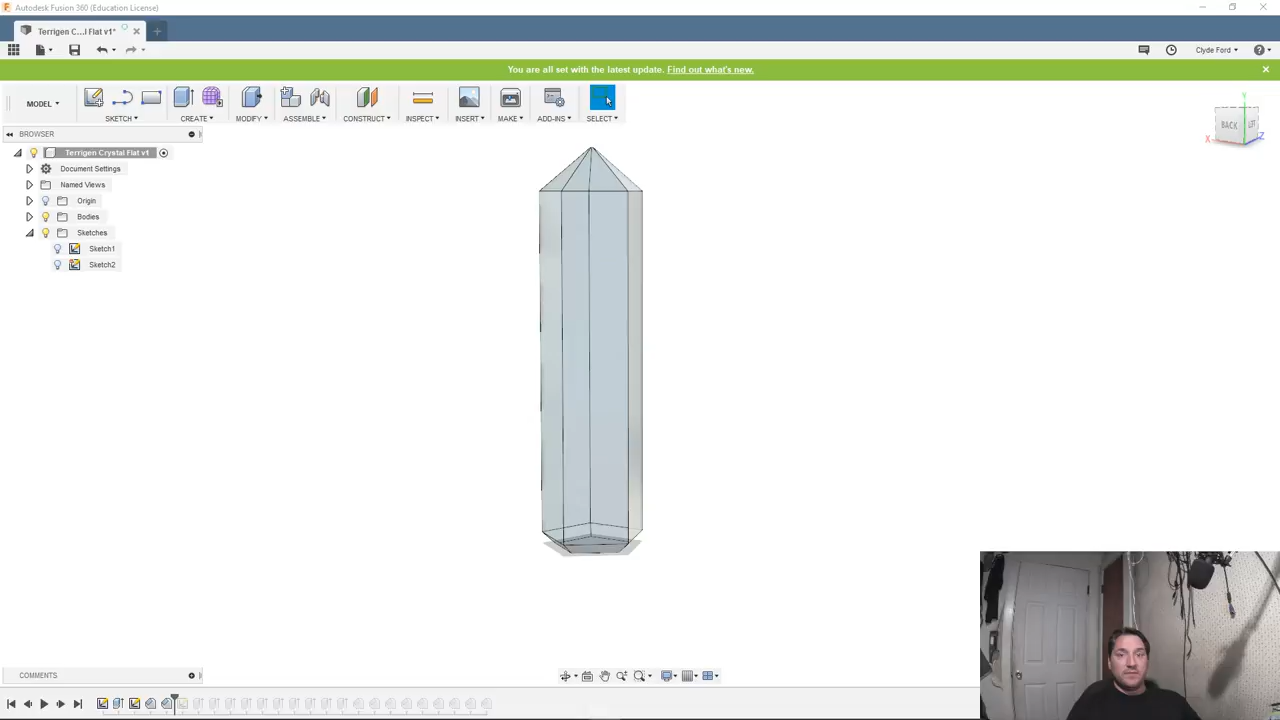 Autodesk Fusion 360 (Education License)
Terrigen C...l Flat v1*
Clyde Ford
You are all set with the latest update. Find out what's new.
MODEL
SKETCH
CREATE
MODIFY
ASSEMBLE
CONSTRUCT
INSPECT
INSERT
MAKE
ADD-INS
SELECT
BROWSER
Terrigen Crystal Flat v1
Document Settings
Named Views
Origin
Bodies
Sketches
Sketch1
Sketch2
Y
BACK
LEFT
X
Z
COMMENTS